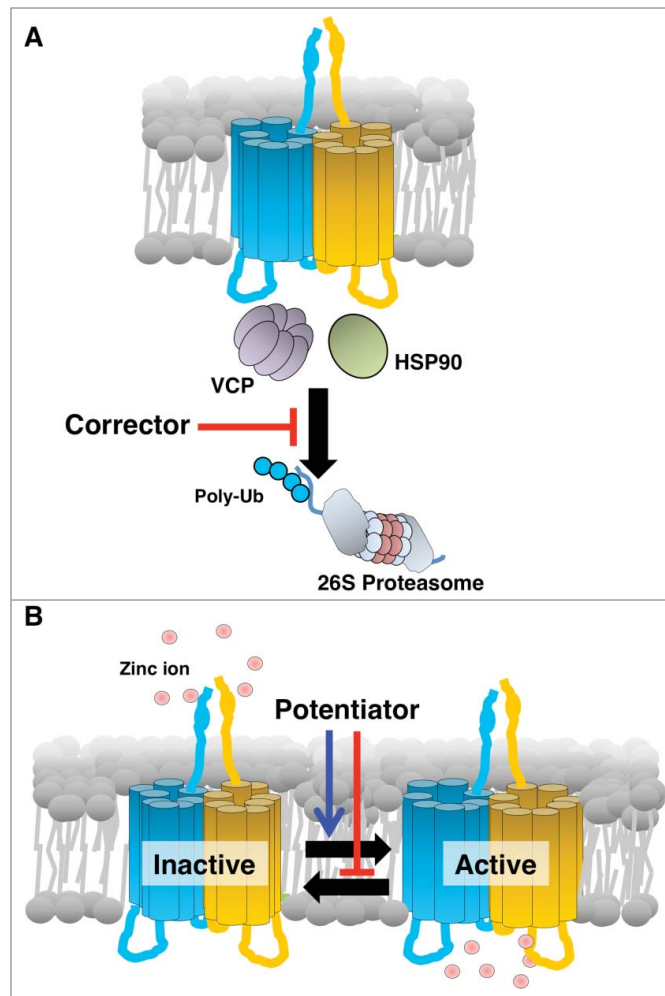 A
VCP
HSP90
Corrector
Poly-Ub
26S Proteasome
B
Zinc ion
Potentiator
Inactive
Active